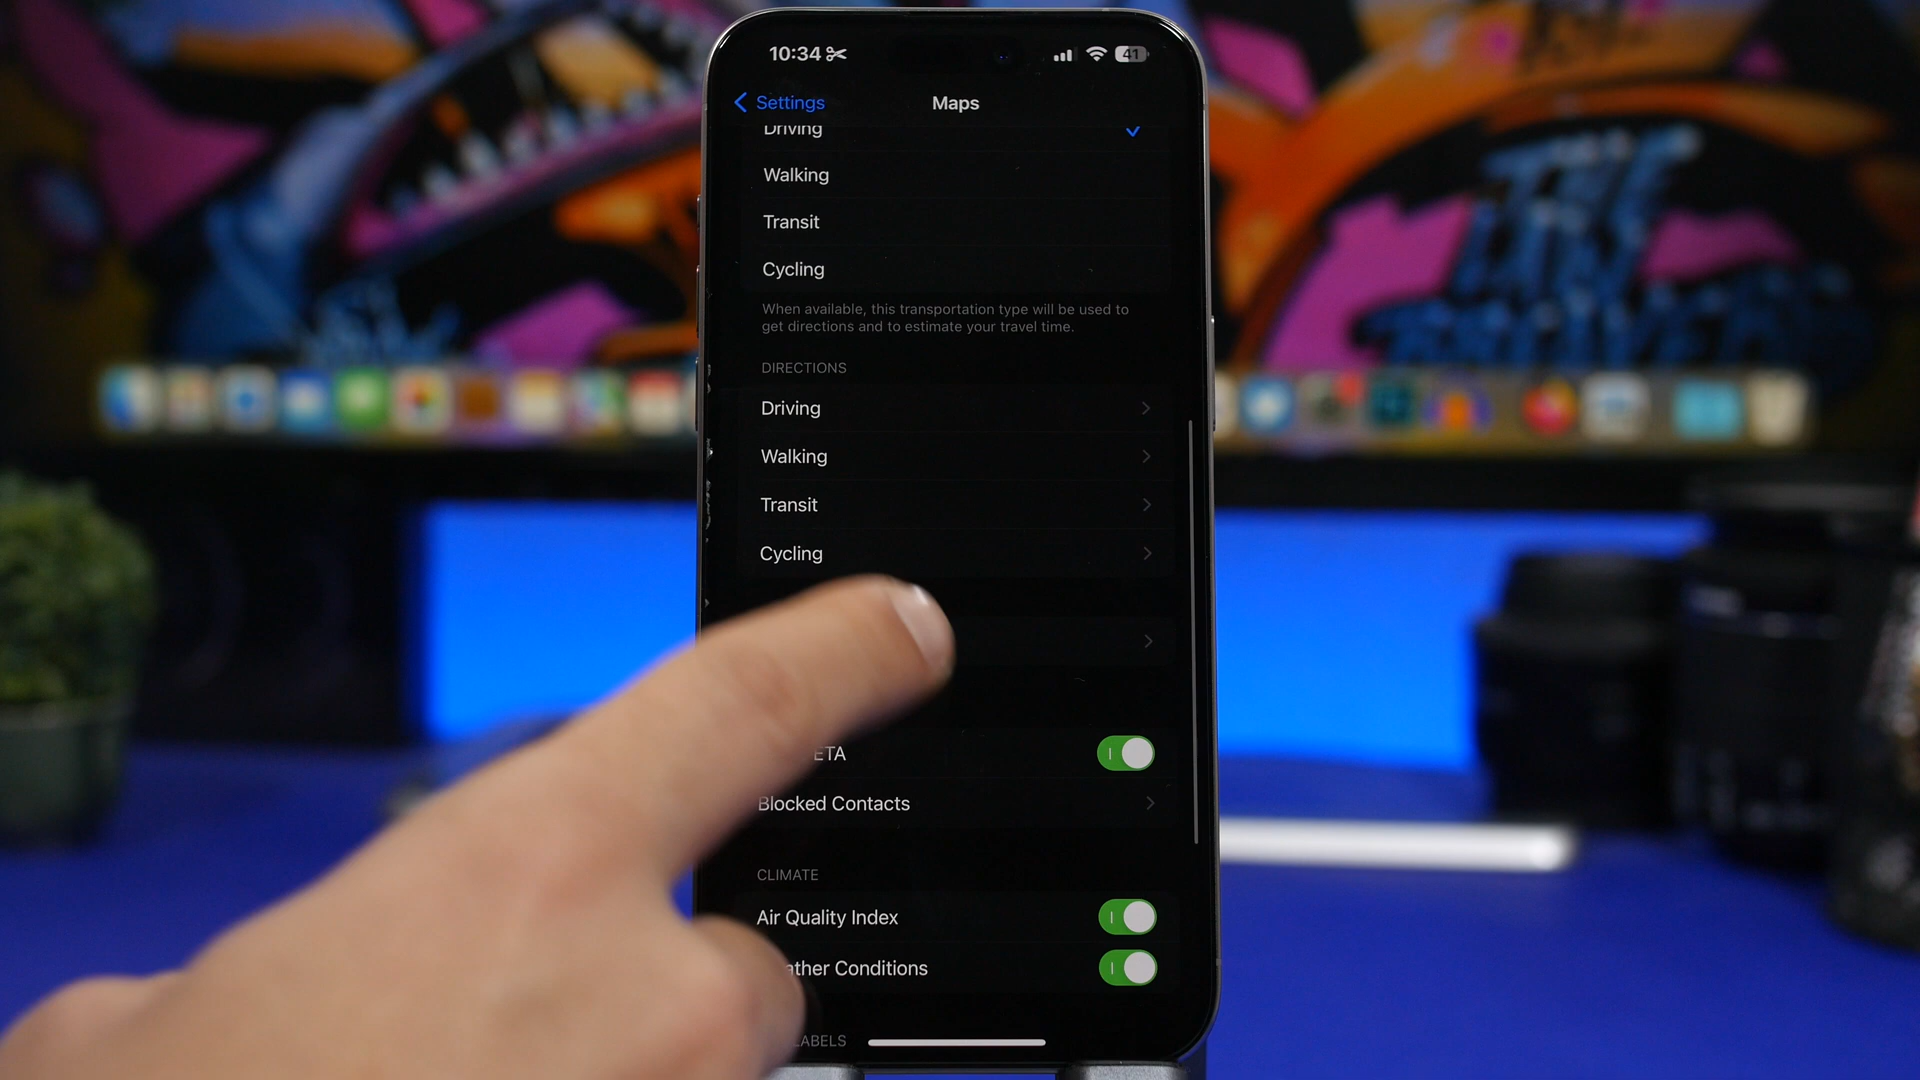 10:34
41
Settings
Maps
Driving
Walking
Transit
Cycling
When available, this transportation type will be used to
get directions and to estimate your travel time.
DIRECTIONS
Driving
Walking
Transit
Cycling
ETA
Blocked Contacts
CLIMATE
Air Quality Index
ather Conditions
LABELS